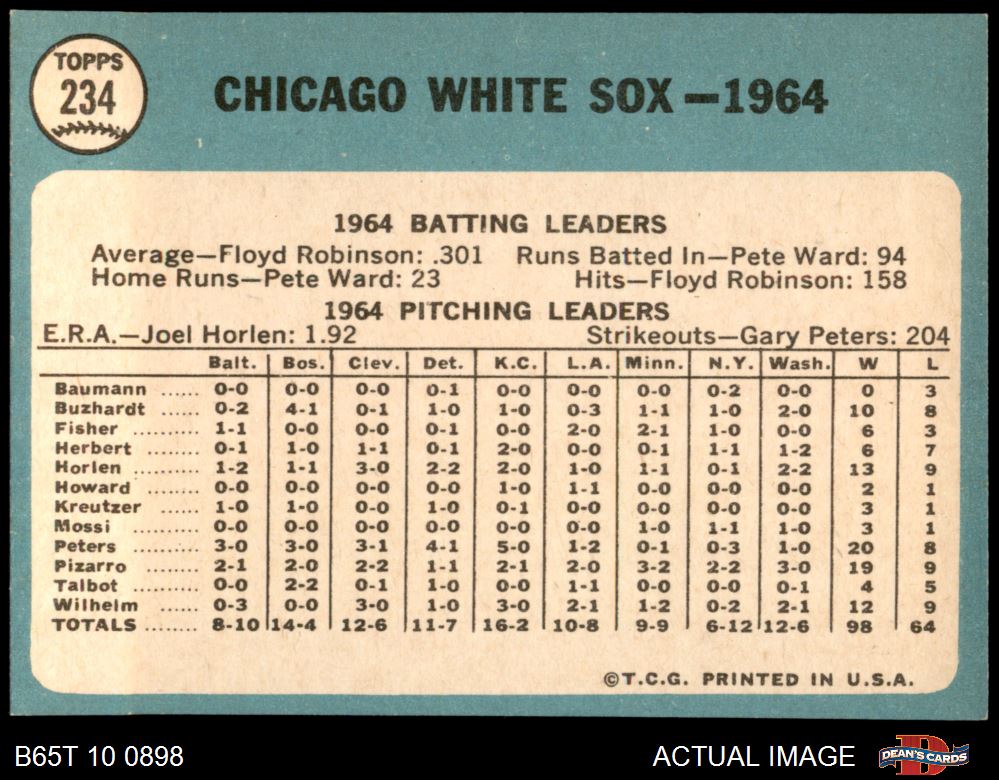 TOPPS
234
CHICAGO WHITE SOX—1964
1964 BATTING LEADERS
Average—Floyd Robinson: .301 Runs Batted In—Pete Ward: 94
Home Runs—Pete Ward: 23 Hits—Floyd Robinson: 158
1964 PITCHING LEADERS
E.R.A.—Joel Horlen: 1.92 Strikeouts—Gary Peters: 204
Balt. Bos. Clev. Det. K.C. L.A. Minn. N.Y. Wash. W L
Baumann ...... 0-0 0-0 0-0 0-1 0-0 0-0 0-0 0-2 0-0 0 3
Buzhardt ...... 0-2 4-1 0-1 1-0 1-0 0-3 1-1 1-0 2-0 10 8
Fisher .......... 1-1 0-0 0-0 0-1 0-0 2-0 2-1 1-0 0-0 6 3
Herbert ........ 0-1 1-0 1-1 0-1 2-0 0-0 0-1 1-1 1-2 6 7
Horlen ......... 1-2 1-1 3-0 2-2 2-0 1-0 1-1 0-1 2-2 13 9
Howard ....... 0-0 0-0 0-0 0-0 1-0 1-1 0-0 0-0 0-0 2 1
Kreutzer ...... 1-0 1-0 0-0 1-0 0-1 0-0 0-0 0-0 0-0 3 1
Mossi .......... 0-0 0-0 0-0 0-0 0-0 0-0 1-0 1-1 1-0 3 1
Peters .......... 3-0 3-0 3-1 4-1 5-0 1-2 0-1 0-3 1-0 20 8
Pizarro ......... 2-1 2-0 2-2 1-1 2-1 2-0 3-2 2-2 3-0 19 9
Talbot .......... 0-0 2-2 0-1 1-0 0-0 1-1 0-0 0-0 0-1 4 5
Wilhelm ...... 0-3 0-0 3-0 1-0 3-0 2-1 1-2 0-2 2-1 12 9
TOTALS ........ 8-10 14-4 12-6 11-7 16-2 10-8 9-9 6-12 12-6 98 64
©T.C.G. PRINTED IN U.S.A.
B65T 10 0898 ACTUAL IMAGE DEAN'S CARDS